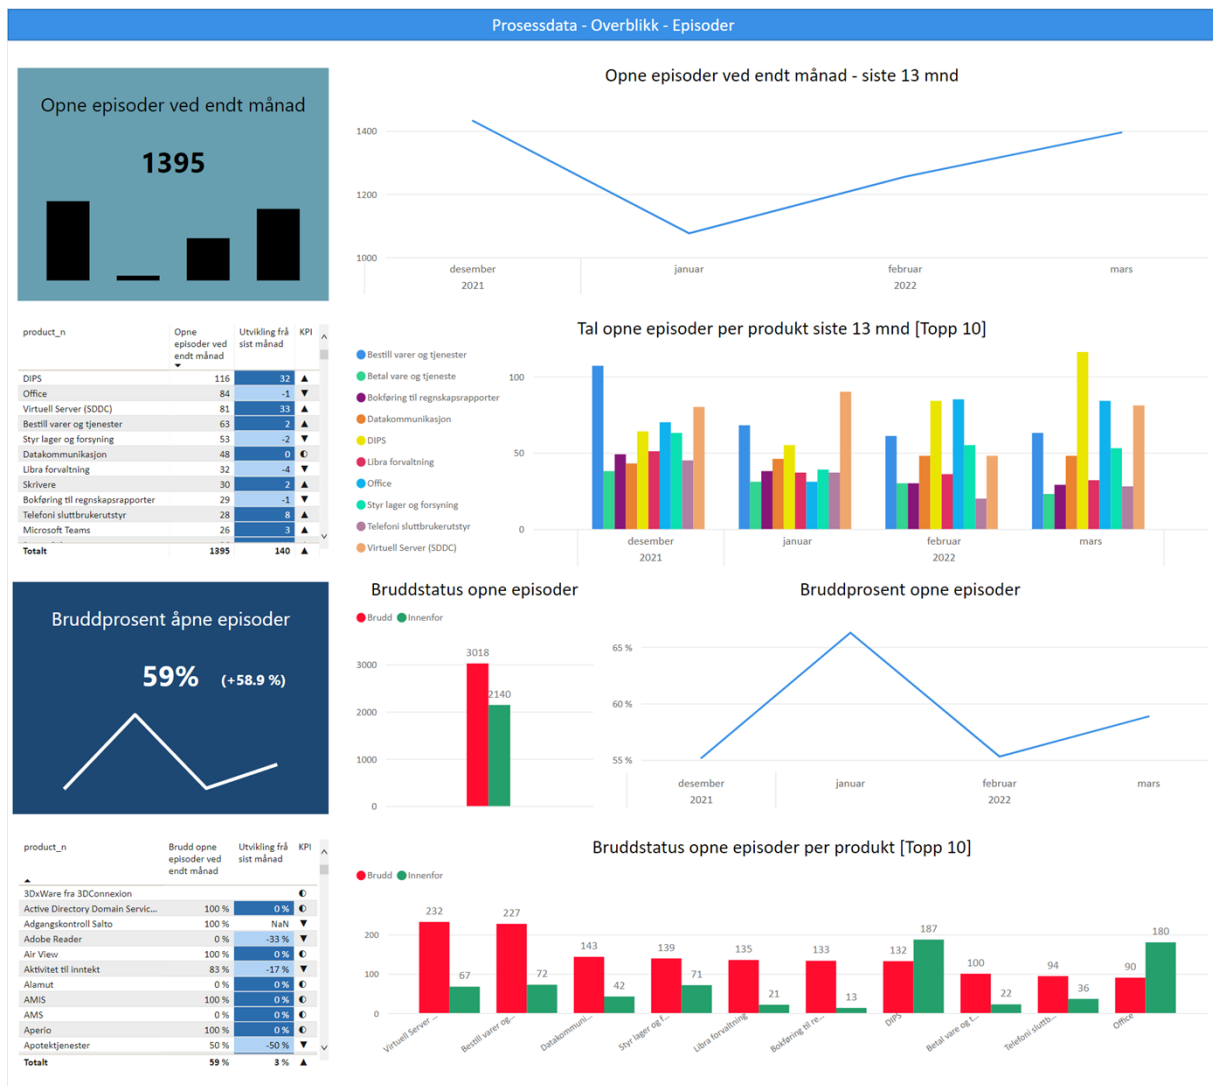 Prosessdata - Overblikk - Episoder
Opne episoder ved endt månad
1395
Opne episoder ved endt månad - siste 13 mnd
1400
1200
1000
desember
januar
februar
mars
2021
2022
product_n
Opne episoder ved endt månad
Utvikling frå sist månad
KPI
DIPS 116 32 ▲
Office 84 -1 ▼
Virtuell Server (SDDC) 81 33 ▲
Bestill varer og tjenester 63 2 ▲
Styr lager og forsyning 53 -2 ▼
Datakommunikasjon 48 0 ◐
Libra forvaltning 32 -4 ▼
Skrivere 30 2 ▲
Bokføring til regnskapsrapporter 29 -1 ▼
Telefoni sluttbrukerutstyr 28 8 ▲
Microsoft Teams 26 3 ▲
Totalt 1395 140 ▲
Tal opne episoder per produkt siste 13 mnd [Topp 10]
Bestill varer og tjenester
Betal vare og tjeneste
Bokføring til regnskapsrapporter
Datakommunikasjon
DIPS
Libra forvaltning
Office
Styr lager og forsyning
Telefoni sluttbrukerutstyr
Virtuell Server (SDDC)
100
50
0
desember
januar
februar
mars
2021
2022
Bruddprosent åpne episoder
59% (+58.9 %)
Bruddstatus opne episoder
Brudd Innenfor
3000
2000
1000
0
3018
2140
Bruddprosent opne episoder
65 %
60 %
55 %
desember
januar
februar
mars
2021
2022
product_n
Brudd opne episoder ved endt månad
Utvikling frå sist månad
KPI
3DxWare fra 3DConnexion ◐
Active Directory Domain Servic... 100 % 0 % ◐
Adgangskontroll Salto 100 % NaN ▼
Adobe Reader 0 % -33 % ▼
Air View 100 % 0 % ◐
Aktivitet til inntekt 83 % -17 % ▼
Alamut 0 % 0 % ◐
AMIS 100 % 0 % ◐
AMS 0 % 0 % ◐
Aperio 100 % 0 % ◐
Apotektjenester 50 % -50 % ▼
Totalt 59 % 3 % ▲
Bruddstatus opne episoder per produkt [Topp 10]
Brudd Innenfor
200
100
0
232 67
227 72
143 42
139 71
135 21
133 13
132 187
100 22
94 36
90 180
Virtuell Server ...
Bestill varer og...
Datakommuni...
Styr lager og f...
Libra forvaltning
Bokføring til re...
DIPS
Betal vare og t...
Telefoni sluttb...
Office